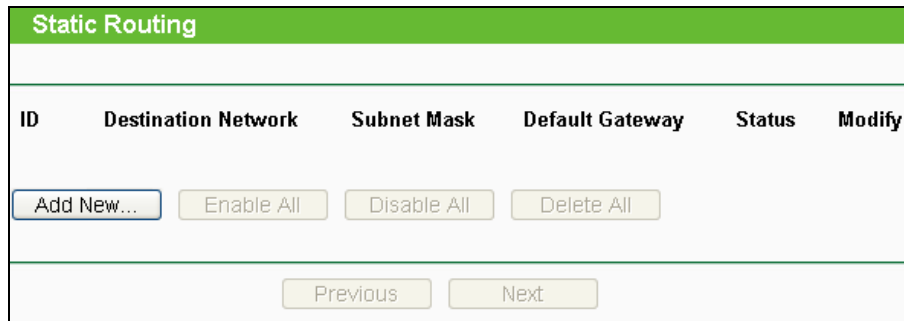 Static Routing
ID Destination Network Subnet Mask Default Gateway Status Modify
Add New... Enable All Disable All Delete All
Previous Next